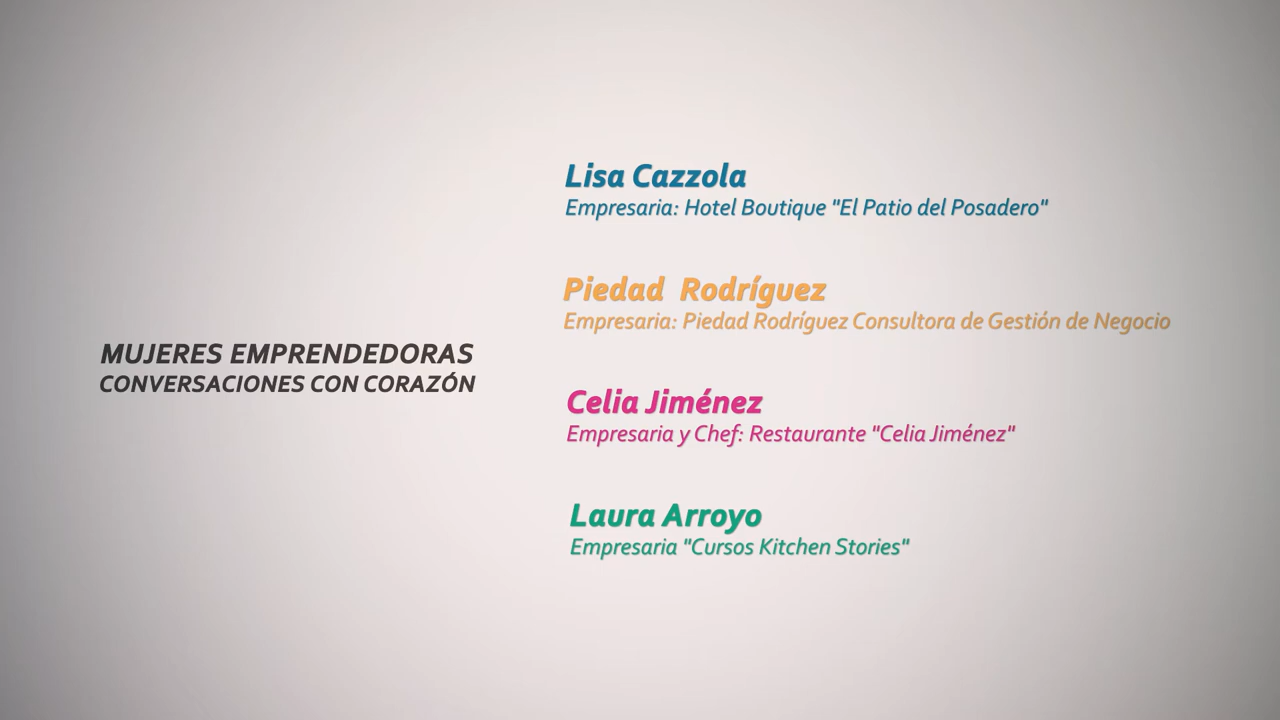 MUJERES EMPRENDEDORAS
CONVERSACIONES CON CORAZÓN
Lisa Cazzola
Empresaria: Hotel Boutique "El Patio del Posadero"
Piedad Rodríguez
Empresaria: Piedad Rodríguez Consultora de Gestión de Negocio
Celia Jiménez
Empresaria y Chef: Restaurante "Celia Jiménez"
Laura Arroyo
Empresaria "Cursos Kitchen Stories"